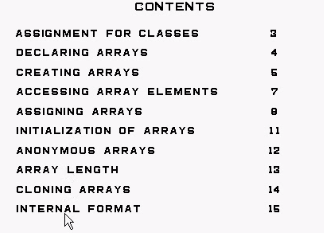 CONTENTS
ASSIGNMENT FOR CLASSES 3
DECLARING ARRAYS 4
CREATING ARRAYS 5
ACCESSING ARRAY ELEMENTS 7
ASSIGNING ARRAYS 9
INITIALIZATION OF ARRAYS 11
ANONYMOUS ARRAYS 12
ARRAY LENGTH 13
CLONING ARRAYS 14
INTERNAL FORMAT 15